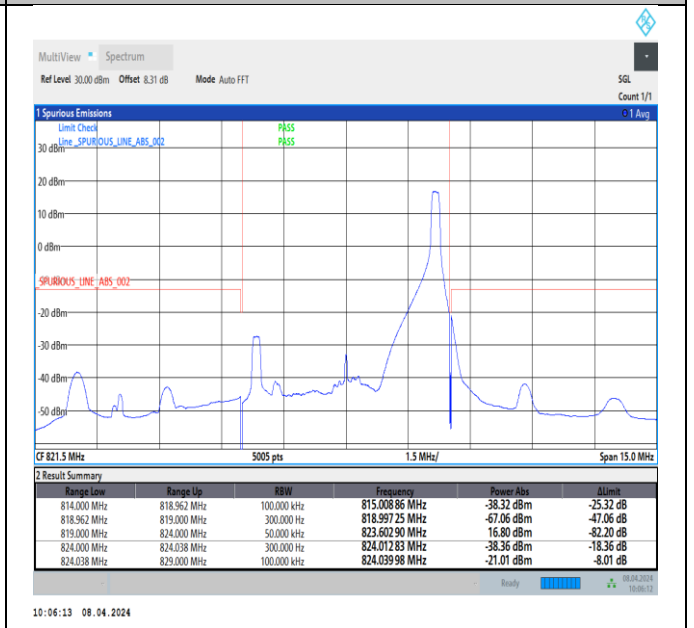 MultiView Spectrum
Ref Level 30.00 dBm Offset 8.31 dB Mode Auto FFT SGL
Count 1/1
1 Spurious Emissions 1 Avg
Limit Check PASS
Line _SPURIOUS_LINE_ABS_002 PASS
30 dBm
20 dBm
10 dBm
0 dBm
_SPURIOUS_LINE_ABS_002
-20 dBm
-30 dBm
-40 dBm
-50 dBm
CF 821.5 MHz 5005 pts 1.5 MHz/ Span 15.0 MHz
2 Result Summary
Range Low Range Up RBW Frequency Power Abs ΔLimit
814.000 MHz 818.962 MHz 100.000 kHz 815.008 86 MHz -38.32 dBm -25.32 dB
818.962 MHz 819.000 MHz 300.000 Hz 818.997 25 MHz -67.06 dBm -47.06 dB
819.000 MHz 824.000 MHz 50.000 kHz 823.602 90 MHz 16.80 dBm -82.20 dB
824.000 MHz 824.038 MHz 300.000 Hz 824.012 83 MHz -38.36 dBm -18.36 dB
824.038 MHz 829.000 MHz 100.000 kHz 824.039 98 MHz -21.01 dBm -8.01 dB
Ready 08.04.2024
10:06:12
10:06:13 08.04.2024